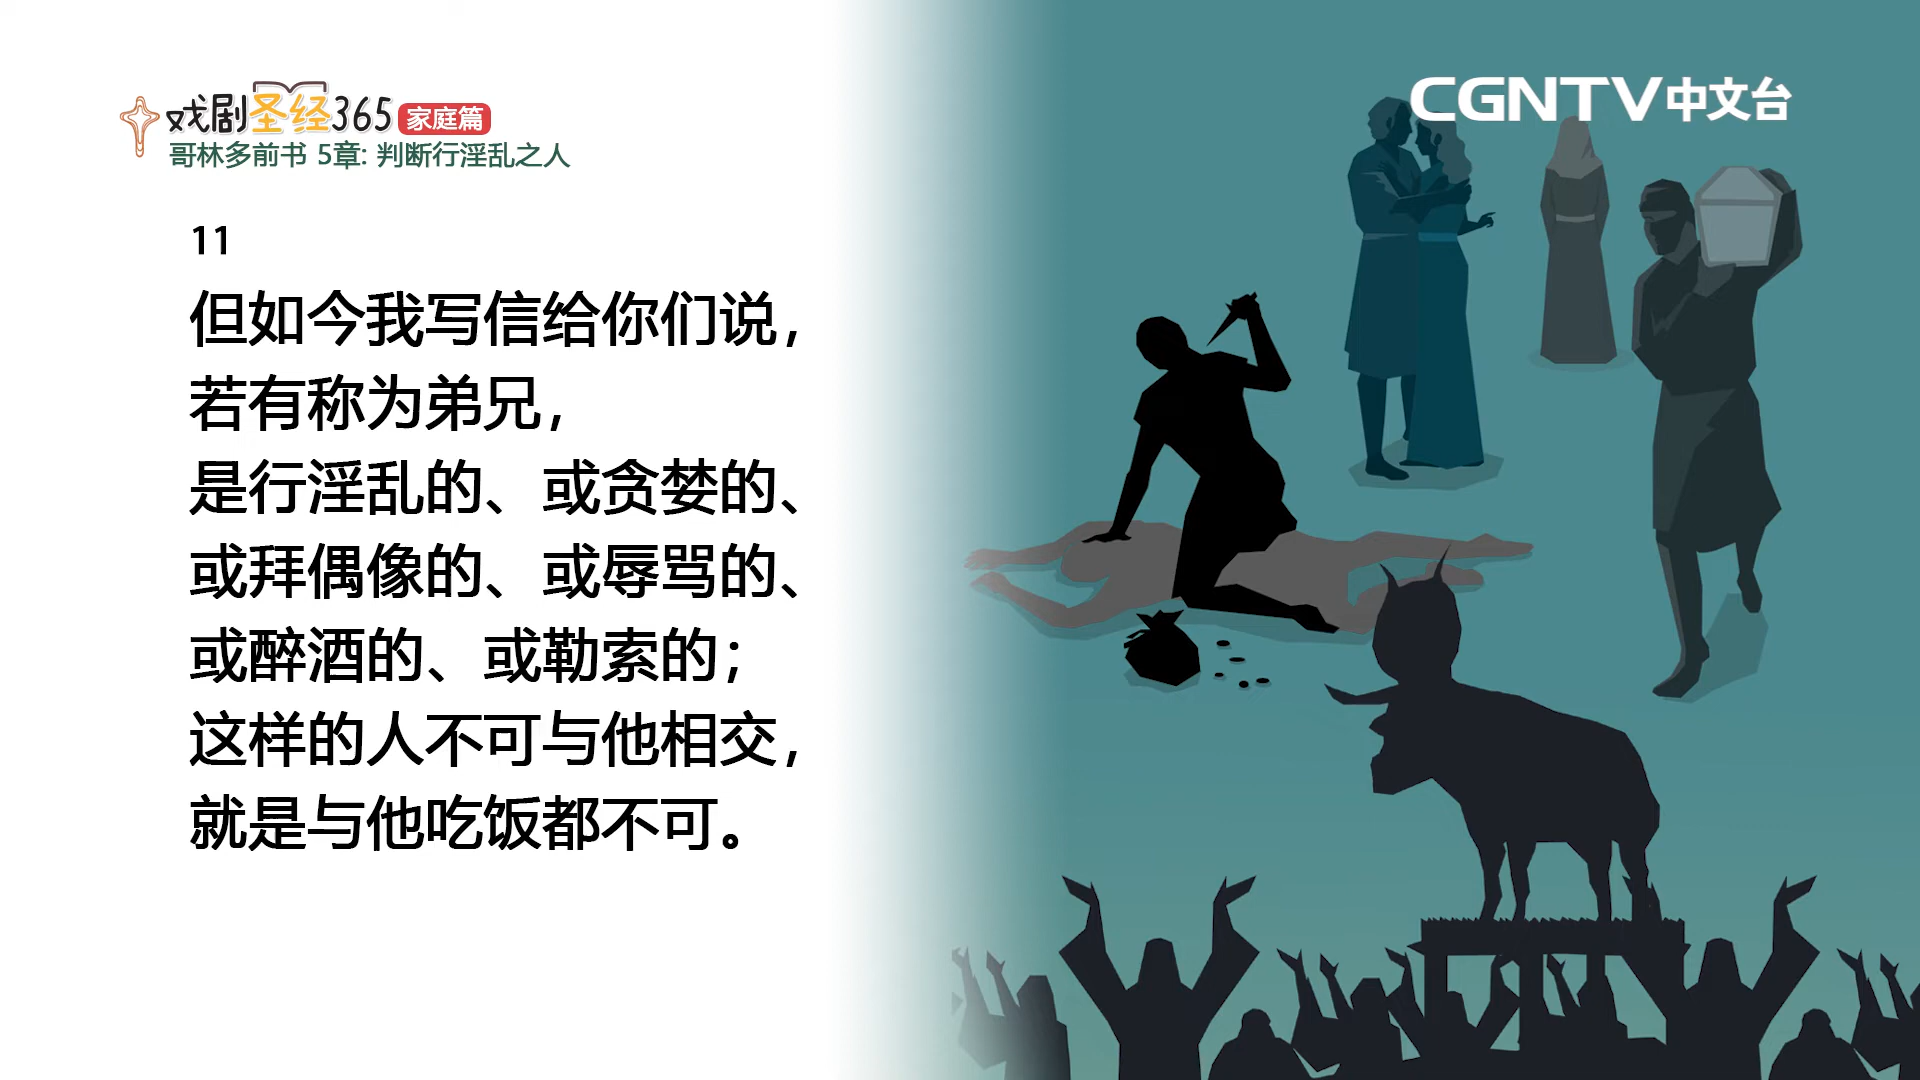 戏剧圣经365 家庭篇
CGNTV中文台
哥林多前书 5章: 判断行淫乱之人
11
但如今我写信给你们说，
若有称为弟兄，
是行淫乱的、或贪婪的、
或拜偶像的、或辱骂的、
或醉酒的、或勒索的；
这样的人不可与他相交，
就是与他吃饭都不可。